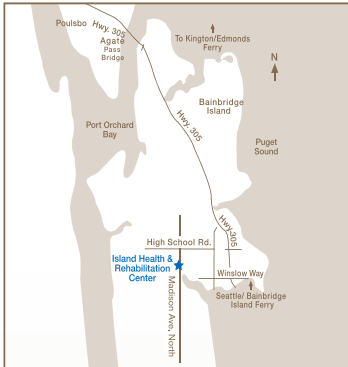 Poulsbo
Hwy. 305
Agate
Pass
Bridge
To Kington/Edmonds
Ferry
N
Bainbridge
Island
Hwy. 305
Port Orchard
Bay
Puget
Sound
Hwy.305
High School Rd.
Island Health &
Rehabilitation
Center
Winslow Way
Madison Ave. North
Seattle/ Bainbridge
Island Ferry